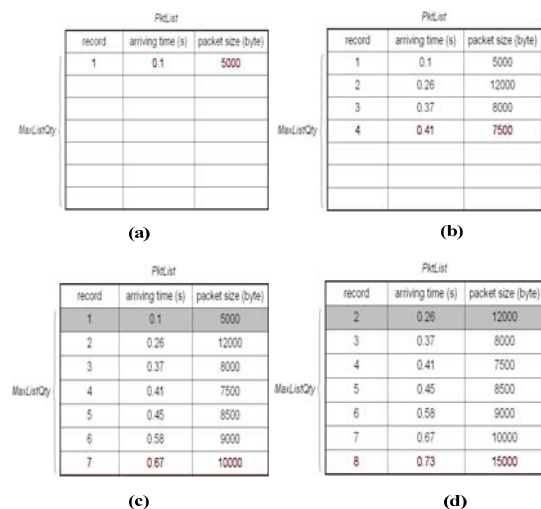 PktList
record arriving time (s) packet size (byte)
1 0.1 5000
MaxListQty
(a)
PktList
record arriving time (s) packet size (byte)
1 0.1 5000
2 0.26 12000
3 0.37 8000
4 0.41 7500
MaxListQty
(b)
PktList
record arriving time (s) packet size (byte)
1 0.1 5000
2 0.26 12000
3 0.37 8000
4 0.41 7500
5 0.45 8500
6 0.58 9000
7 0.67 10000
MaxListQty
(c)
PktList
record arriving time (s) packet size (byte)
2 0.26 12000
3 0.37 8000
4 0.41 7500
5 0.45 8500
6 0.58 9000
7 0.67 10000
8 0.73 15000
MaxListQty
(d)